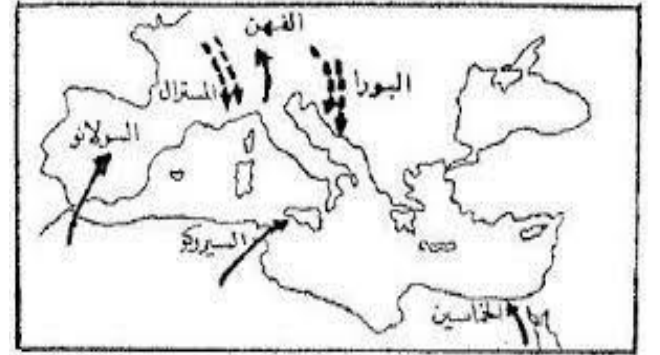 الفهن
المسترال
البورا
السولانو
السيروكو
الخماسين